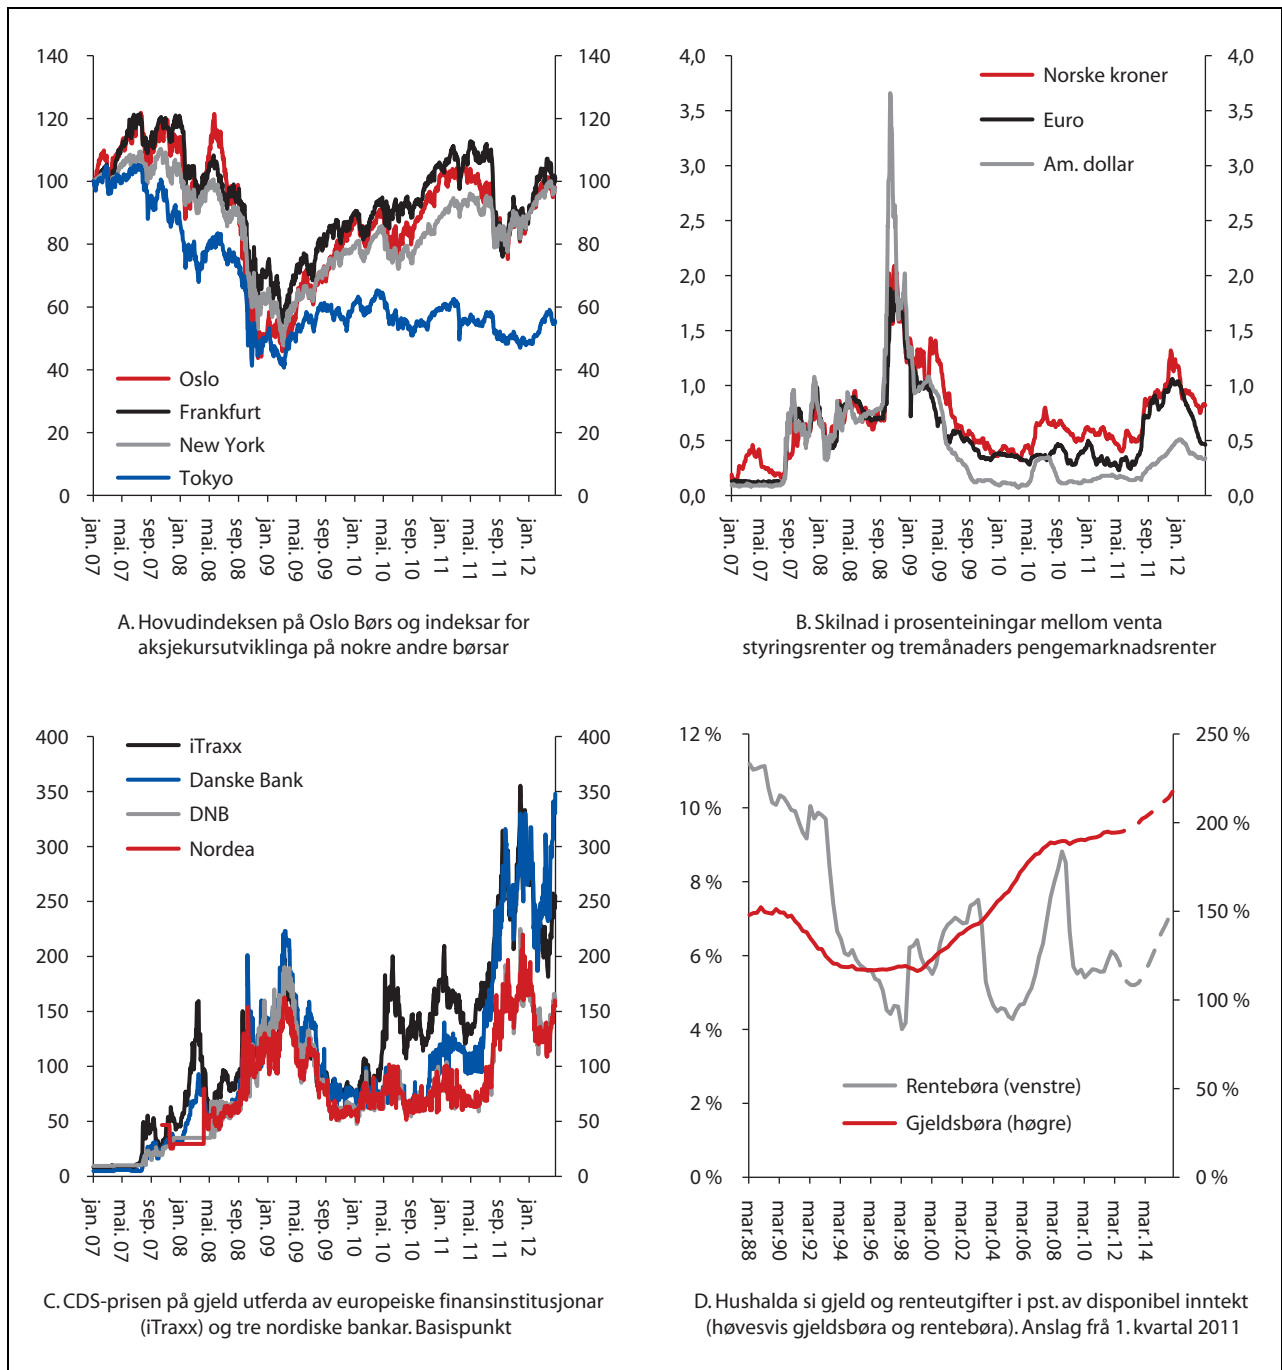 140
120
100
80
60
40
20
0
140
120
100
80
60
40
20
0
Oslo
Frankfurt
New York
Tokyo
jan. 07
mai. 07
sep. 07
jan. 08
mai. 08
sep. 08
jan. 09
mai. 09
sep. 09
jan. 10
mai. 10
sep. 10
jan. 11
mai. 11
sep. 11
jan. 12
A. Hovudindeksen på Oslo Børs og indeksar for
aksjekursutviklinga på nokre andre børsar
4,0
3,5
3,0
2,5
2,0
1,5
1,0
0,5
0,0
4,0
3,5
3,0
2,5
2,0
1,5
1,0
0,5
0,0
Norske kroner
Euro
Am. dollar
jan. 07
mai. 07
sep. 07
jan. 08
mai. 08
sep. 08
jan. 09
mai. 09
sep. 09
jan. 10
mai. 10
sep. 10
jan. 11
mai. 11
sep. 11
jan. 12
B. Skilnad i prosenteiningar mellom venta
styringsrenter og tremånaders pengemarknadsrenter
400
350
300
250
200
150
100
50
0
400
350
300
250
200
150
100
50
0
iTraxx
Danske Bank
DNB
Nordea
jan. 07
mai. 07
sep. 07
jan. 08
mai. 08
sep. 08
jan. 09
mai. 09
sep. 09
jan. 10
mai. 10
sep. 10
jan. 11
mai. 11
sep. 11
jan. 12
C. CDS-prisen på gjeld utferda av europeiske finansinstitusjonar
(iTraxx) og tre nordiske bankar. Basispunkt
12 %
10 %
8 %
6 %
4 %
2 %
0 %
250 %
200 %
150 %
100 %
50 %
0 %
Rentebøra (venstre)
Gjeldsbøra (høgre)
mar.88
mar.90
mar.92
mar.94
mar.96
mar.98
mar.00
mar.02
mar.04
mar.06
mar.08
mar.10
mar.12
mar.14
D. Hushalda si gjeld og renteutgifter i pst. av disponibel inntekt
(høvesvis gjeldsbøra og rentebøra). Anslag frå 1. kvartal 2011